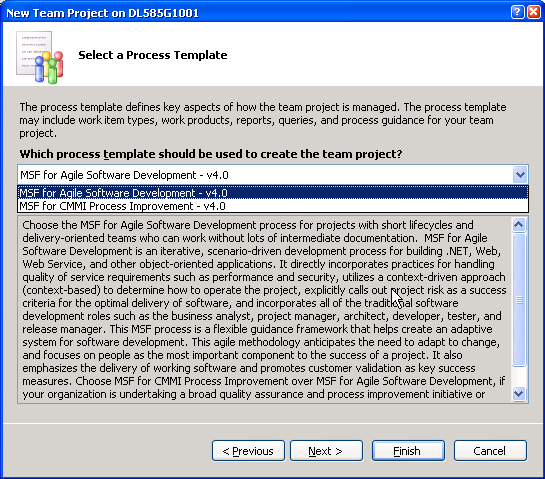 New Team Project on DL585G1001
Select a Process Template
The process template defines key aspects of how the team project is managed. The process template
may include work item types, work products, reports, queries, and process guidance for your team
project.
Which process template should be used to create the team project?
MSF for Agile Software Development - v4.0
MSF for Agile Software Development - v4.0
MSF for CMMI Process Improvement - v4.0
Choose the MSF for Agile Software Development process for projects with short lifecycles and
delivery-oriented teams who can work without lots of intermediate documentation.  MSF for Agile
Software Development is an iterative, scenario-driven development process for building .NET, Web,
Web Service, and other object-oriented applications. It directly incorporates practices for handling
quality of service requirements such as performance and security, utilizes a context-driven approach
(context-based) to determine how to operate the project, explicitly calls out project risk as a success
criteria for the optimal delivery of software, and incorporates all of the traditional software
development roles such as the business analyst, project manager, architect, developer, tester, and
release manager. This MSF process is a flexible guidance framework that helps create an adaptive
system for software development. This agile methodology anticipates the need to adapt to change,
and focuses on people as the most important component to the success of a project. It also
emphasizes the delivery of working software and promotes customer validation as key success
measures. Choose MSF for CMMI Process Improvement over MSF for Agile Software Development, if
your organization is undertaking a broad quality assurance and process improvement initiative or
< Previous
Next >
Finish
Cancel